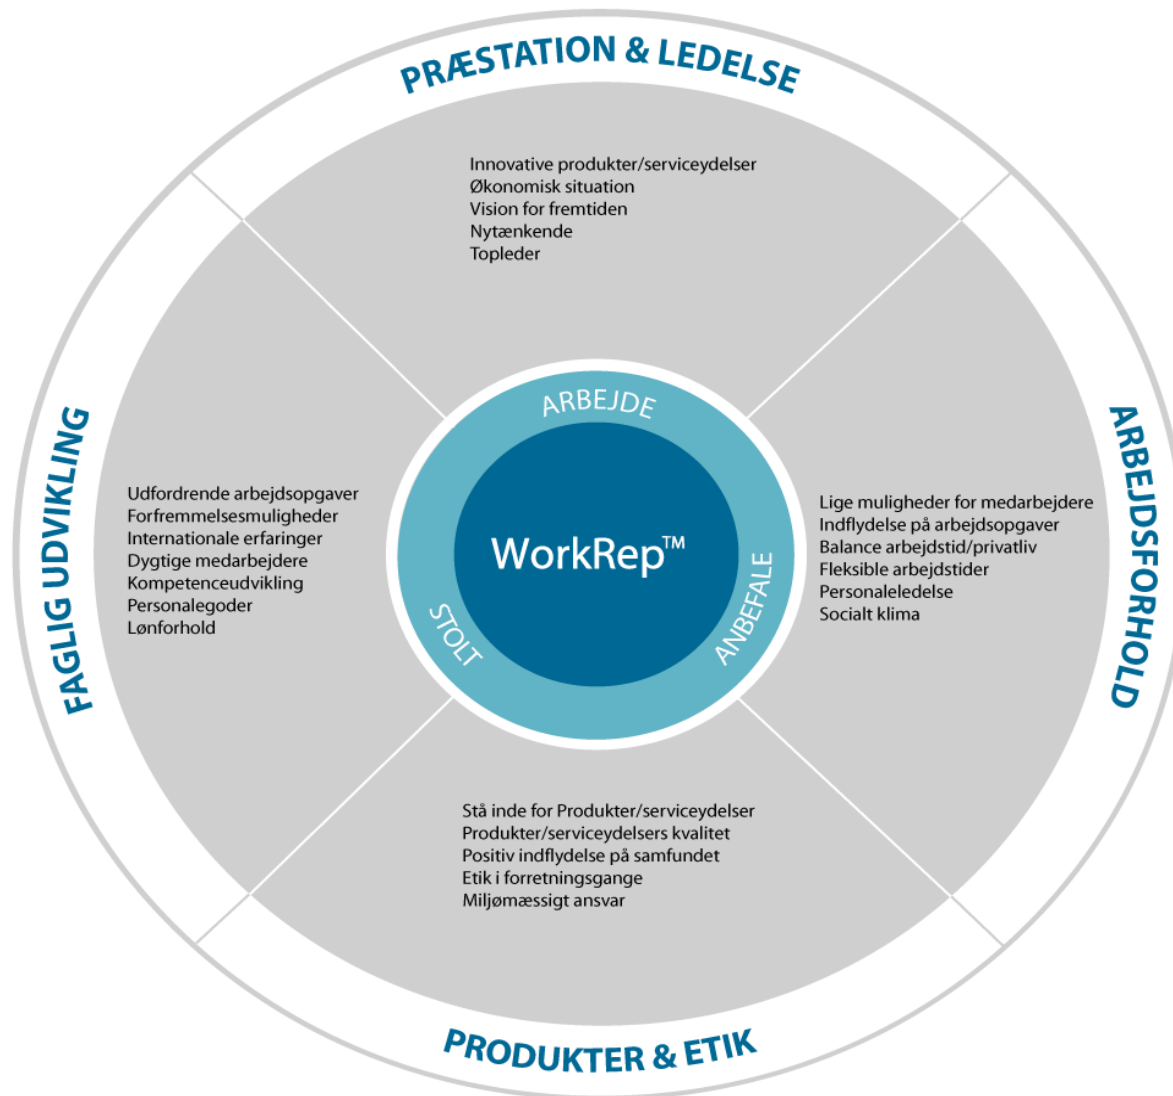 PRÆSTATION & LEDELSE
Innovative produkter/serviceydelser
Økonomisk situation
Vision for fremtiden
Nytænkende
Topleder
FAGLIG UDVIKLING
Udfordrende arbejdsopgaver
Forfremmelsesmuligheder
Internationale erfaringer
Dygtige medarbejdere
Kompetenceudvikling
Personalegoder
Lønforhold
ARBEJDE
WorkRep™
STOLT
ANBEFALE
Lige muligheder for medarbejdere
Indflydelse på arbejdsopgaver
Balance arbejdstid/privatliv
Fleksible arbejdstider
Personaleledelse
Socialt klima
ARBEJDSFORHOLD
Stå inde for Produkter/serviceydelser
Produkter/serviceydelsers kvalitet
Positiv indflydelse på samfundet
Etik i forretningsgange
Miljømæssigt ansvar
PRODUKTER & ETIK